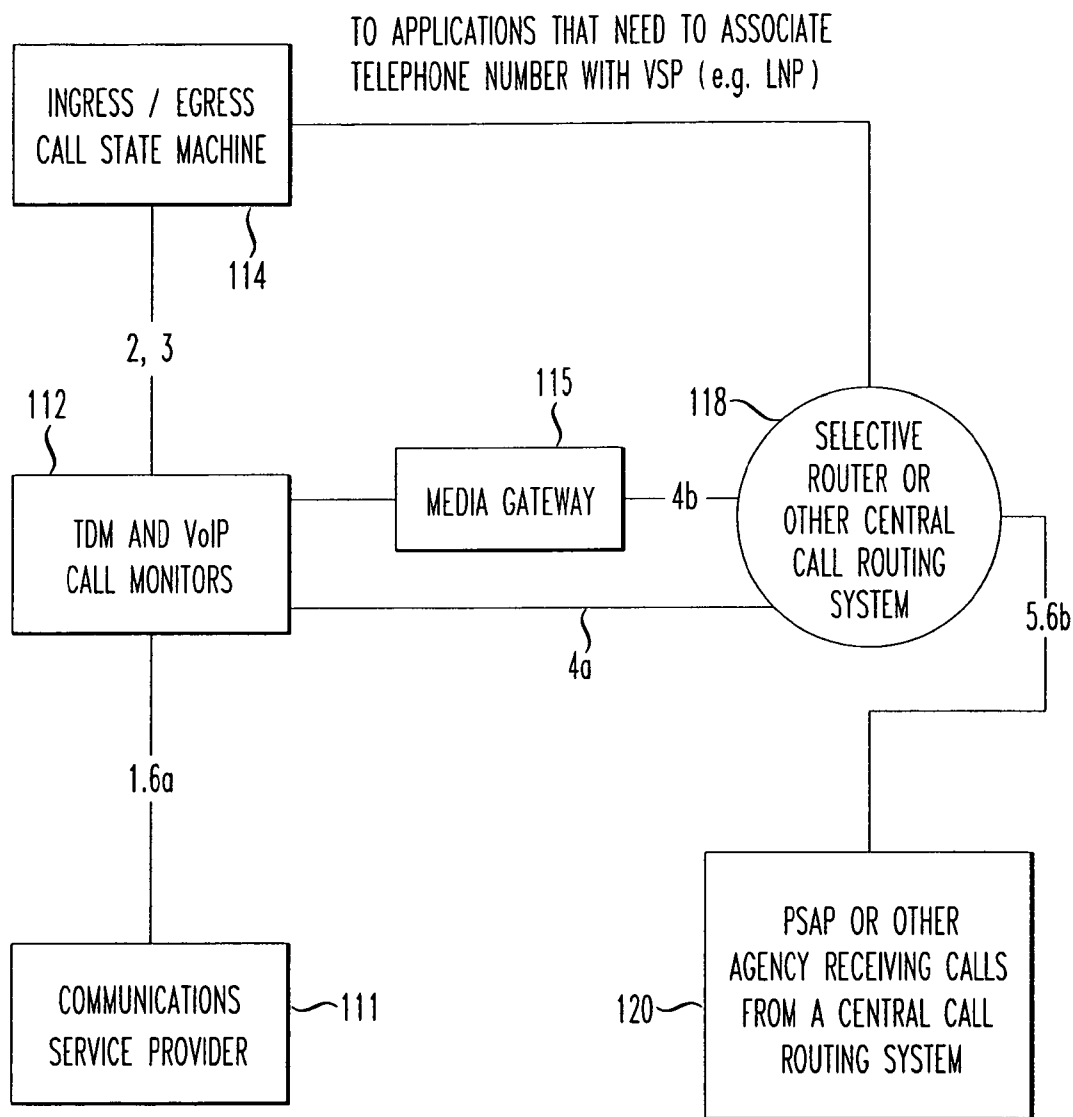 TO APPLICATIONS THAT NEED TO ASSOCIATE
TELEPHONE NUMBER WITH VSP (e.g. LNP)
INGRESS / EGRESS
CALL STATE MACHINE
114
2, 3
112
TDM AND VoIP
CALL MONITORS
115
MEDIA GATEWAY
4b
118
SELECTIVE
ROUTER OR
OTHER CENTRAL
CALL ROUTING
SYSTEM
4a
5.6b
1.6a
COMMUNICATIONS
SERVICE PROVIDER
111
120
PSAP OR OTHER
AGENCY RECEIVING CALLS
FROM A CENTRAL CALL
ROUTING SYSTEM